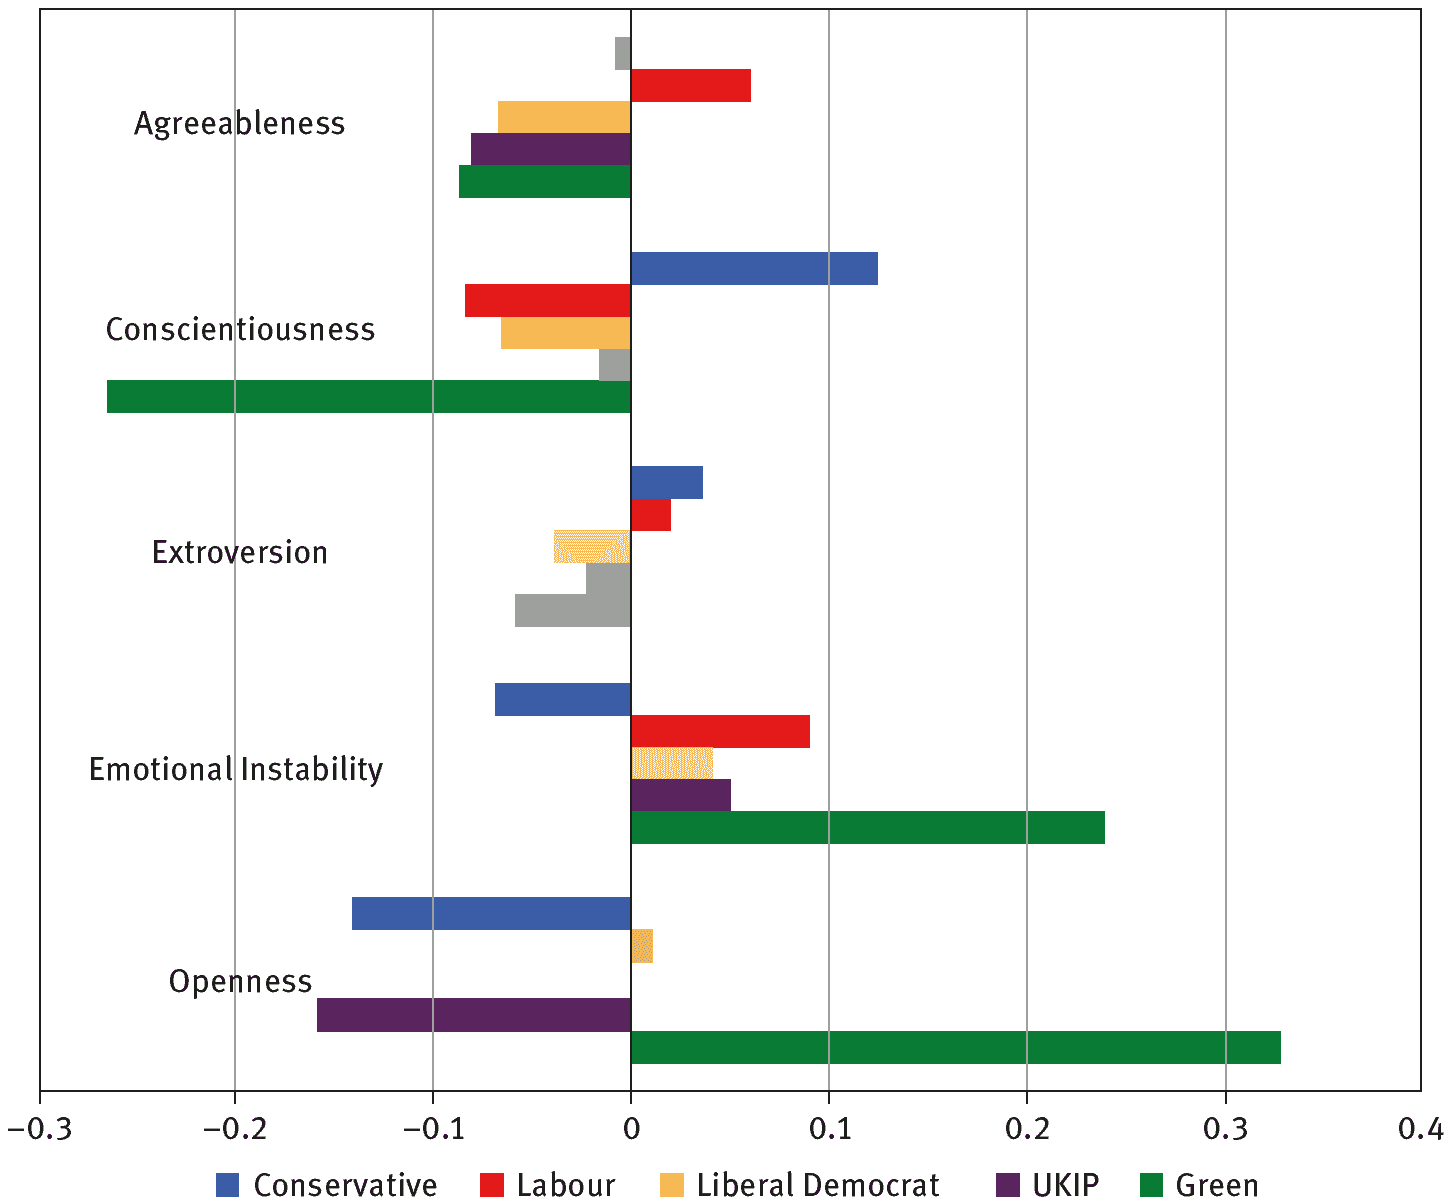 Agreeableness
Conscientiousness
Extroversion
Emotional Instability
Openness
−0.3 −0.2 −0.1 0 0.1 0.2 0.3 0.4
Conservative Labour Liberal Democrat UKIP Green